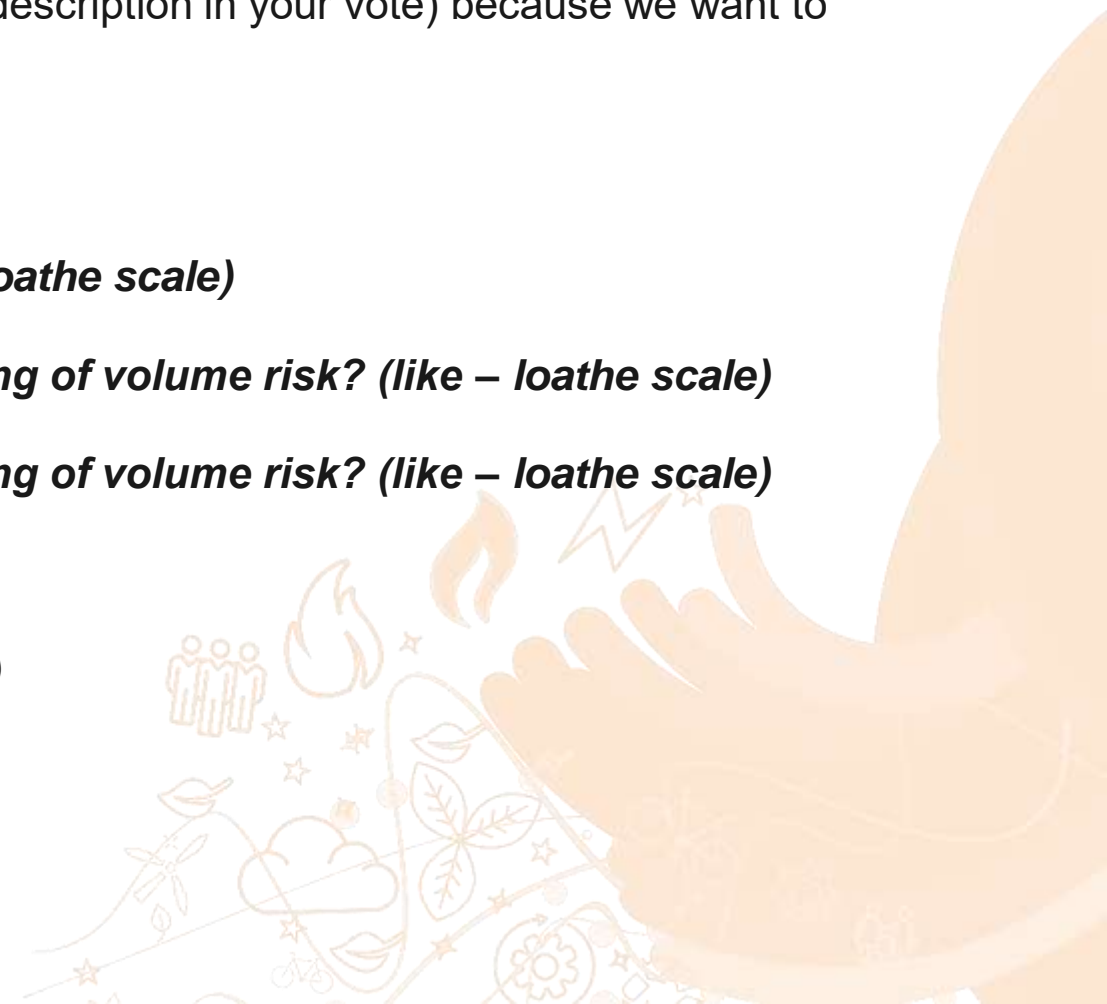 description in your vote) because we want to
oathe scale)
ng of volume risk? (like – loathe scale)
ng of volume risk? (like – loathe scale)
)